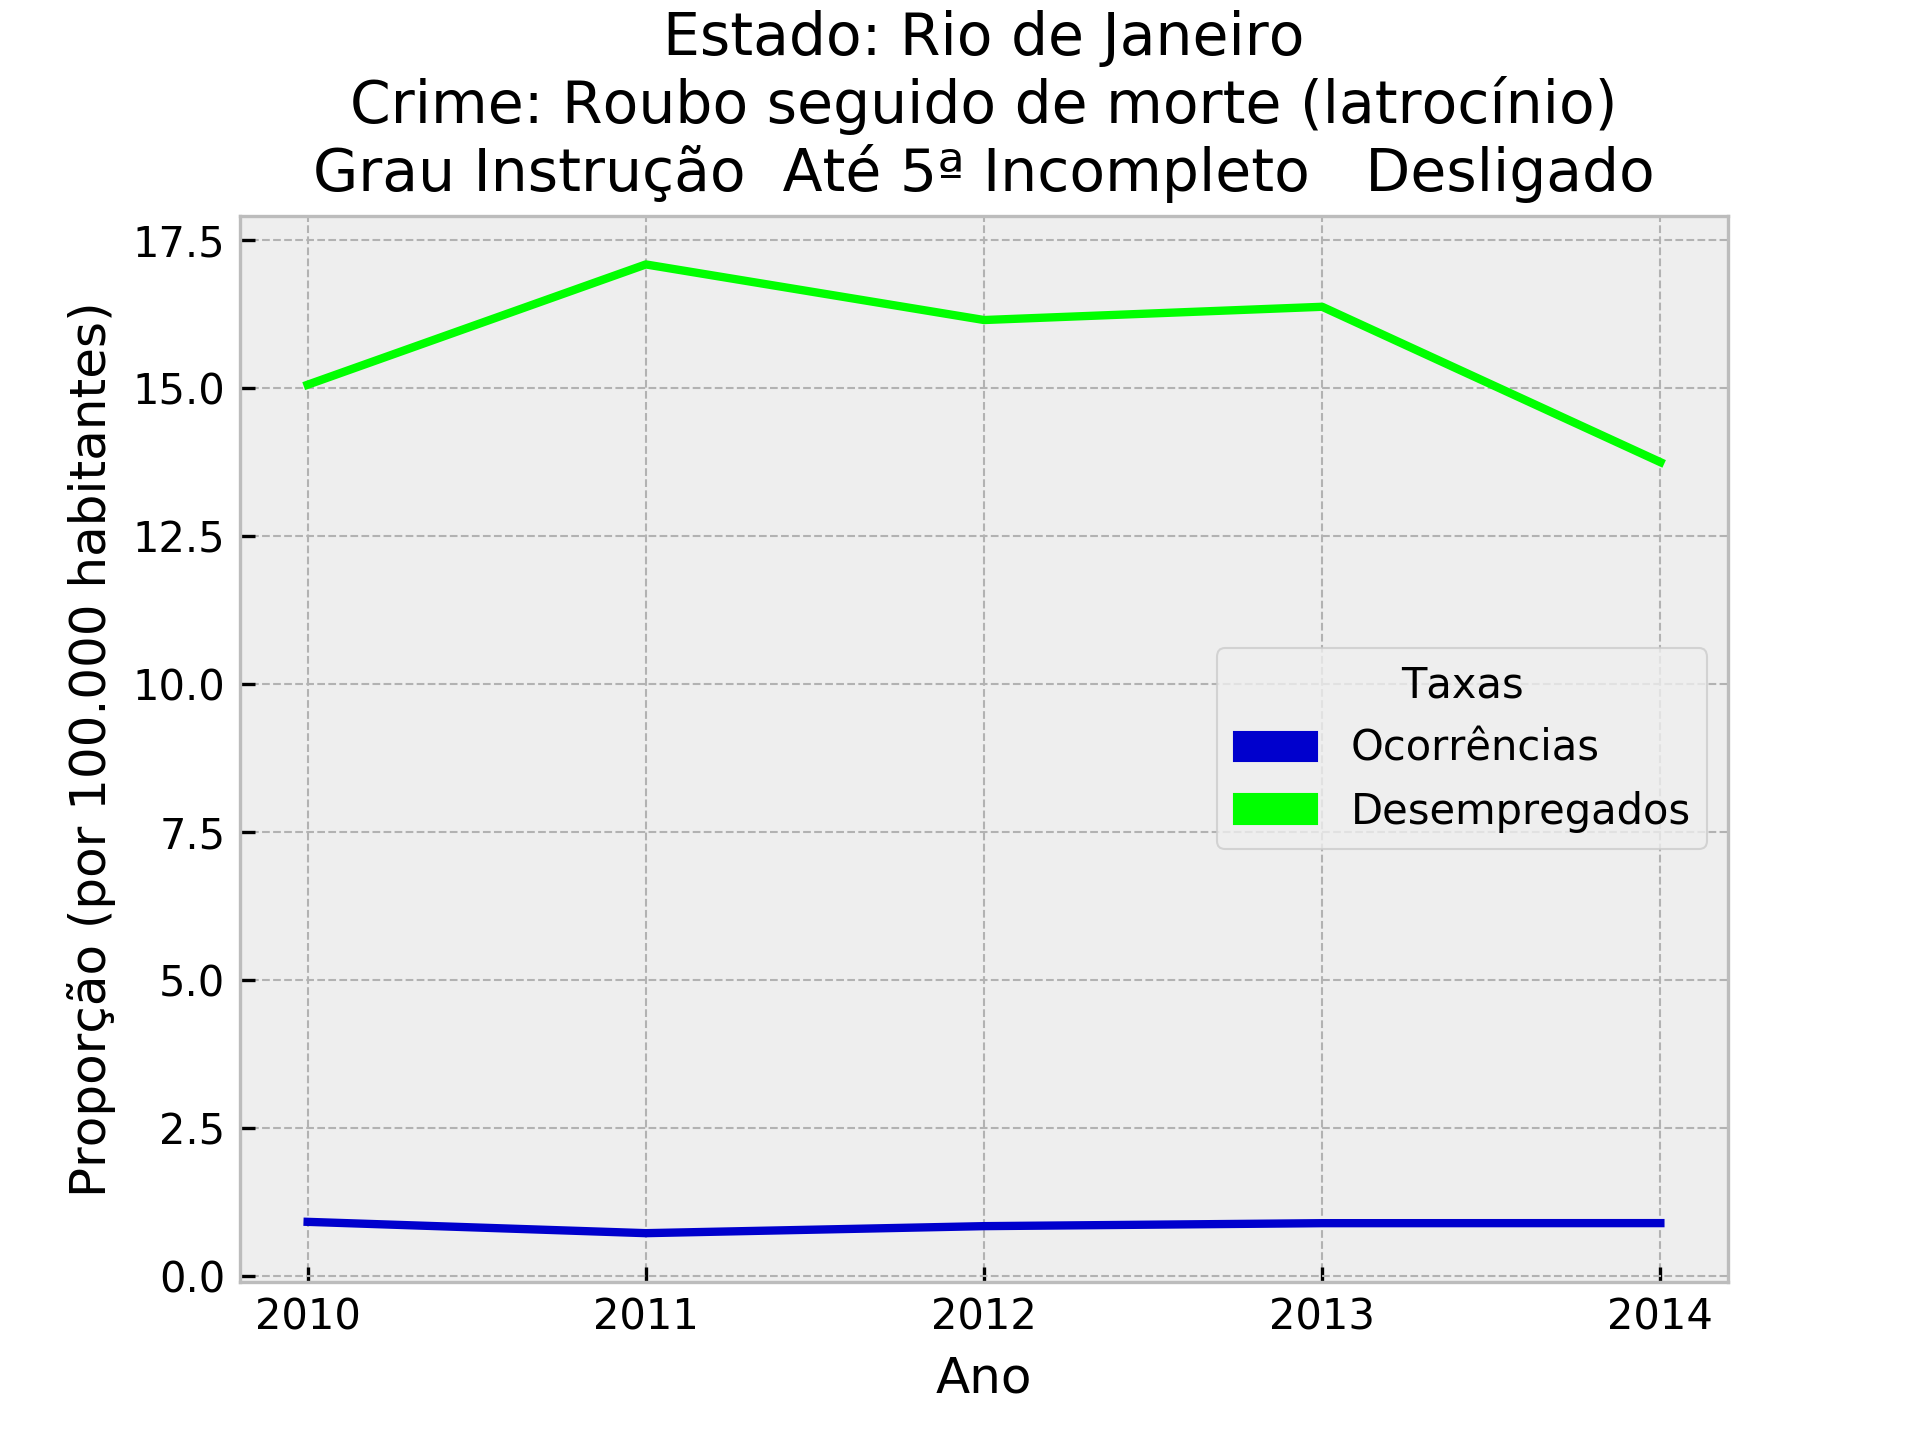 Estado: Rio de Janeiro
Crime: Roubo seguido de morte (latrocínio)
Grau Instrução  Até 5ª Incompleto   Desligado
Proporção (por 100.000 habitantes)
17.5
15.0
12.5
10.0
7.5
5.0
2.5
0.0
Taxas
Ocorrências
Desempregados
2010 2011 2012 2013 2014
Ano